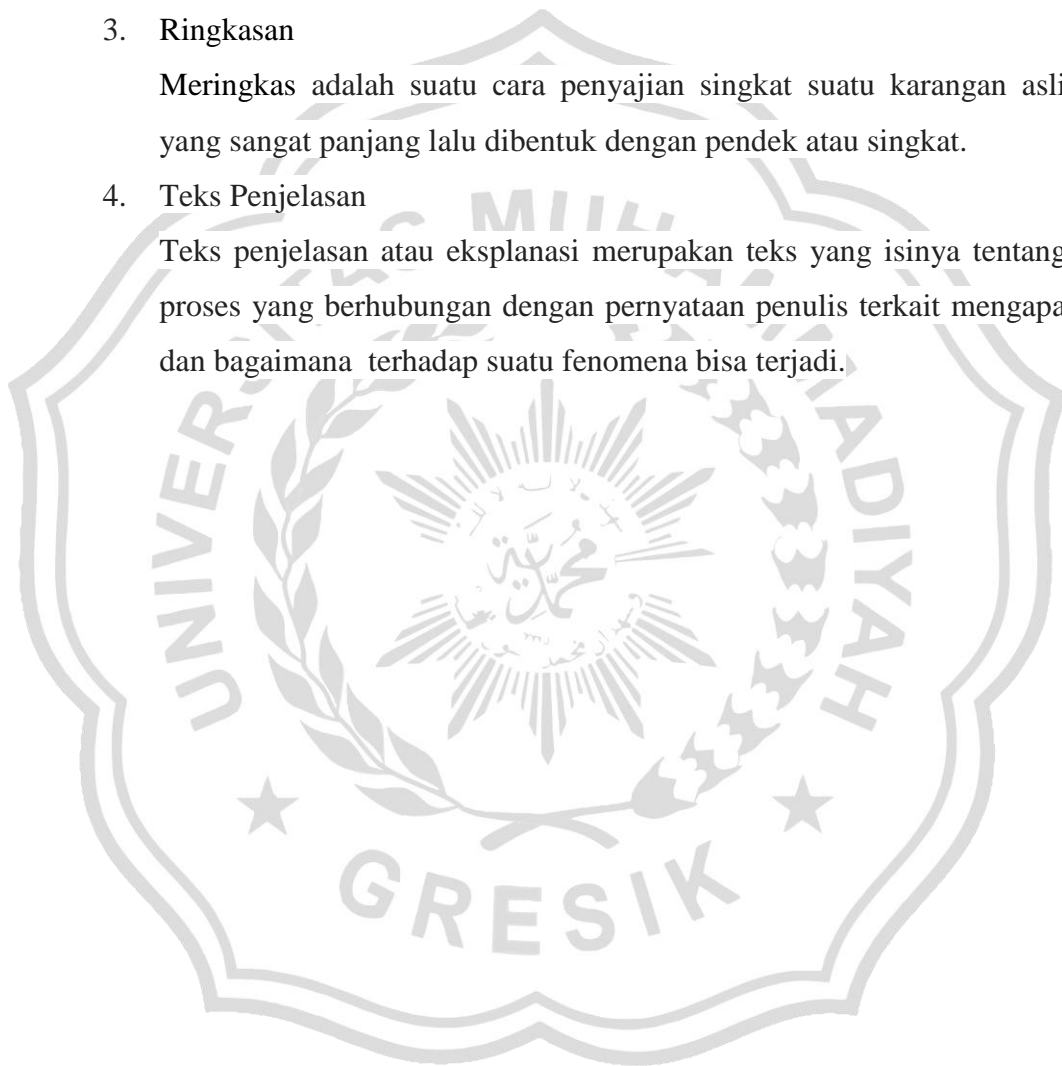 3. Ringkasan
Meringkas adalah suatu cara penyajian singkat suatu karangan asli
yang sangat panjang lalu dibentuk dengan pendek atau singkat.
4. Teks Penjelasan
Teks penjelasan atau eksplanasi merupakan teks yang isinya tentang
proses yang berhubungan dengan pernyataan penulis terkait mengapa
dan bagaimana terhadap suatu fenomena bisa terjadi.
GRESIK